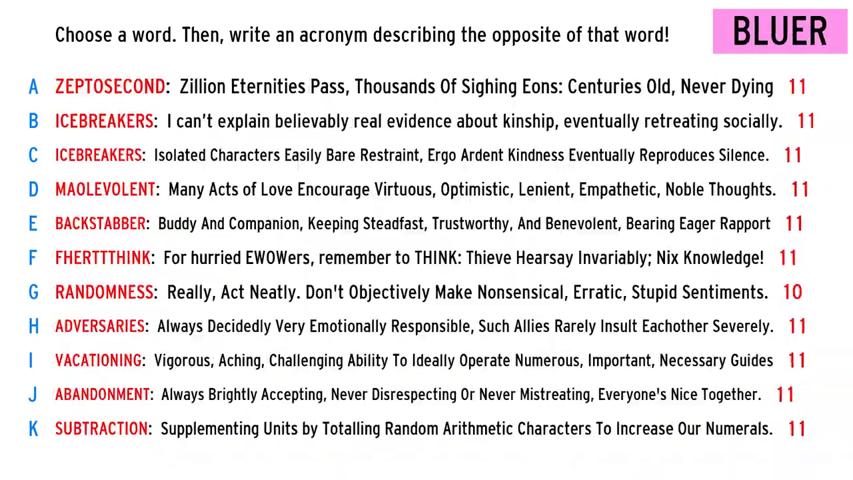 Choose a word. Then, write an acronym describing the opposite of that word!
BLUER
A ZEPTOSECOND: Zillion Eternities Pass, Thousands Of Sighing Eons: Centuries Old, Never Dying 11
B ICEBREAKERS: I can't explain believably real evidence about kinship, eventually retreating socially. 11
C ICEBREAKERS: Isolated Characters Easily Bare Restraint, Ergo Ardent Kindness Eventually Reproduces Silence. 11
D MAOLEVOLENT: Many Acts of Love Encourage Virtuous, Optimistic, Lenient, Empathetic, Noble Thoughts. 11
E BACKSTABBER: Buddy And Companion, Keeping Steadfast, Trustworthy, And Benevolent, Bearing Eager Rapport 11
F FHERTTTHINK: For hurried EWOWers, remember to THINK: Thieve Hearsay Invariably; Nix Knowledge! 11
G RANDOMNESS: Really, Act Neatly. Don't Objectively Make Nonsensical, Erratic, Stupid Sentiments. 10
H ADVERSARIES: Always Decidedly Very Emotionally Responsible, Such Allies Rarely Insult Eachother Severely. 11
I VACATIONING: Vigorous, Aching, Challenging Ability To Ideally Operate Numerous, Important, Necessary Guides 11
J ABANDONMENT: Always Brightly Accepting, Never Disrespecting Or Never Mistreating, Everyone's Nice Together. 11
K SUBTRACTION: Supplementing Units by Totalling Random Arithmetic Characters To Increase Our Numerals. 11